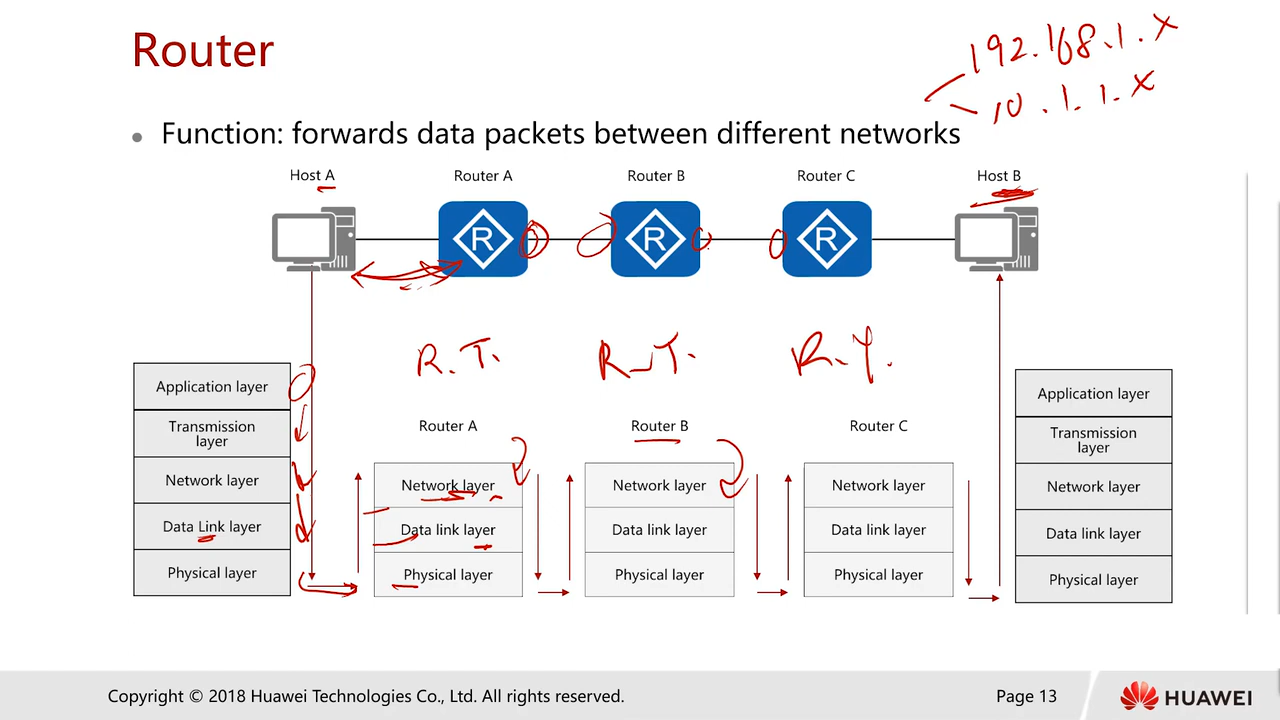 Router
192.168.1.x
10.1.1.x
• Function: forwards data packets between different networks
Host A
Router A
Router B
Router C
Host B
R
R
R
R.T.
R.T.
R.T.
Application layer
Transmission
layer
Network layer
Data Link layer
Physical layer
Router A
Network layer
Data link layer
Physical layer
Router B
Network layer
Data link layer
Physical layer
Router C
Network layer
Data link layer
Physical layer
Application layer
Transmission
layer
Network layer
Data link layer
Physical layer
Copyright © 2018 Huawei Technologies Co., Ltd. All rights reserved.
Page 13
HUAWEI